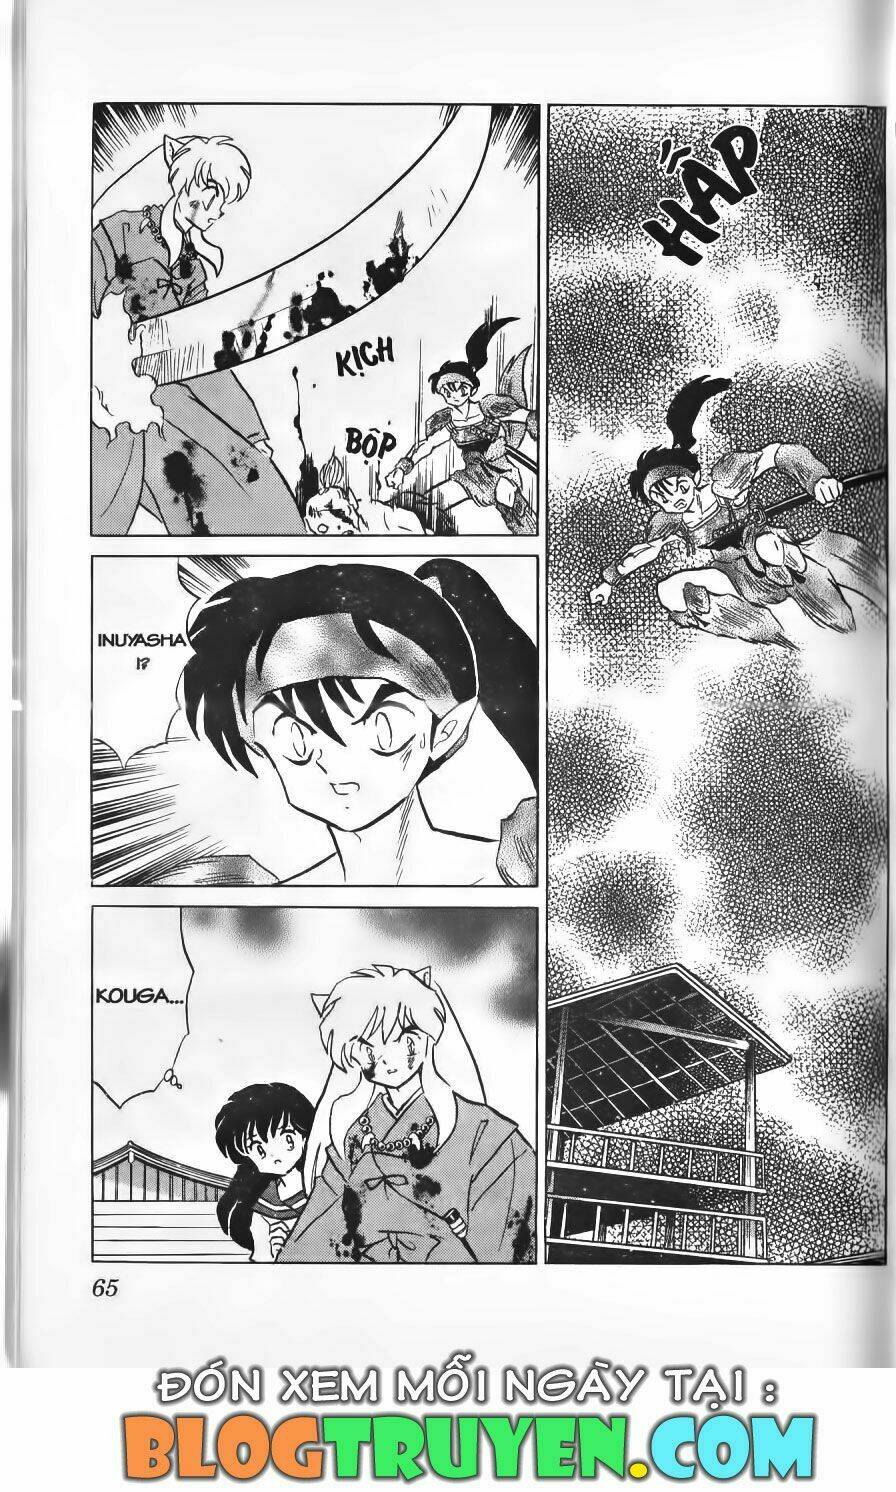 HẤP
KỊCH
BỘP
INUYASHA
!?
KOUGA...
65
ĐÓN XEM MỖI NGÀY TẠI :
BLOGTRUYEN.COM